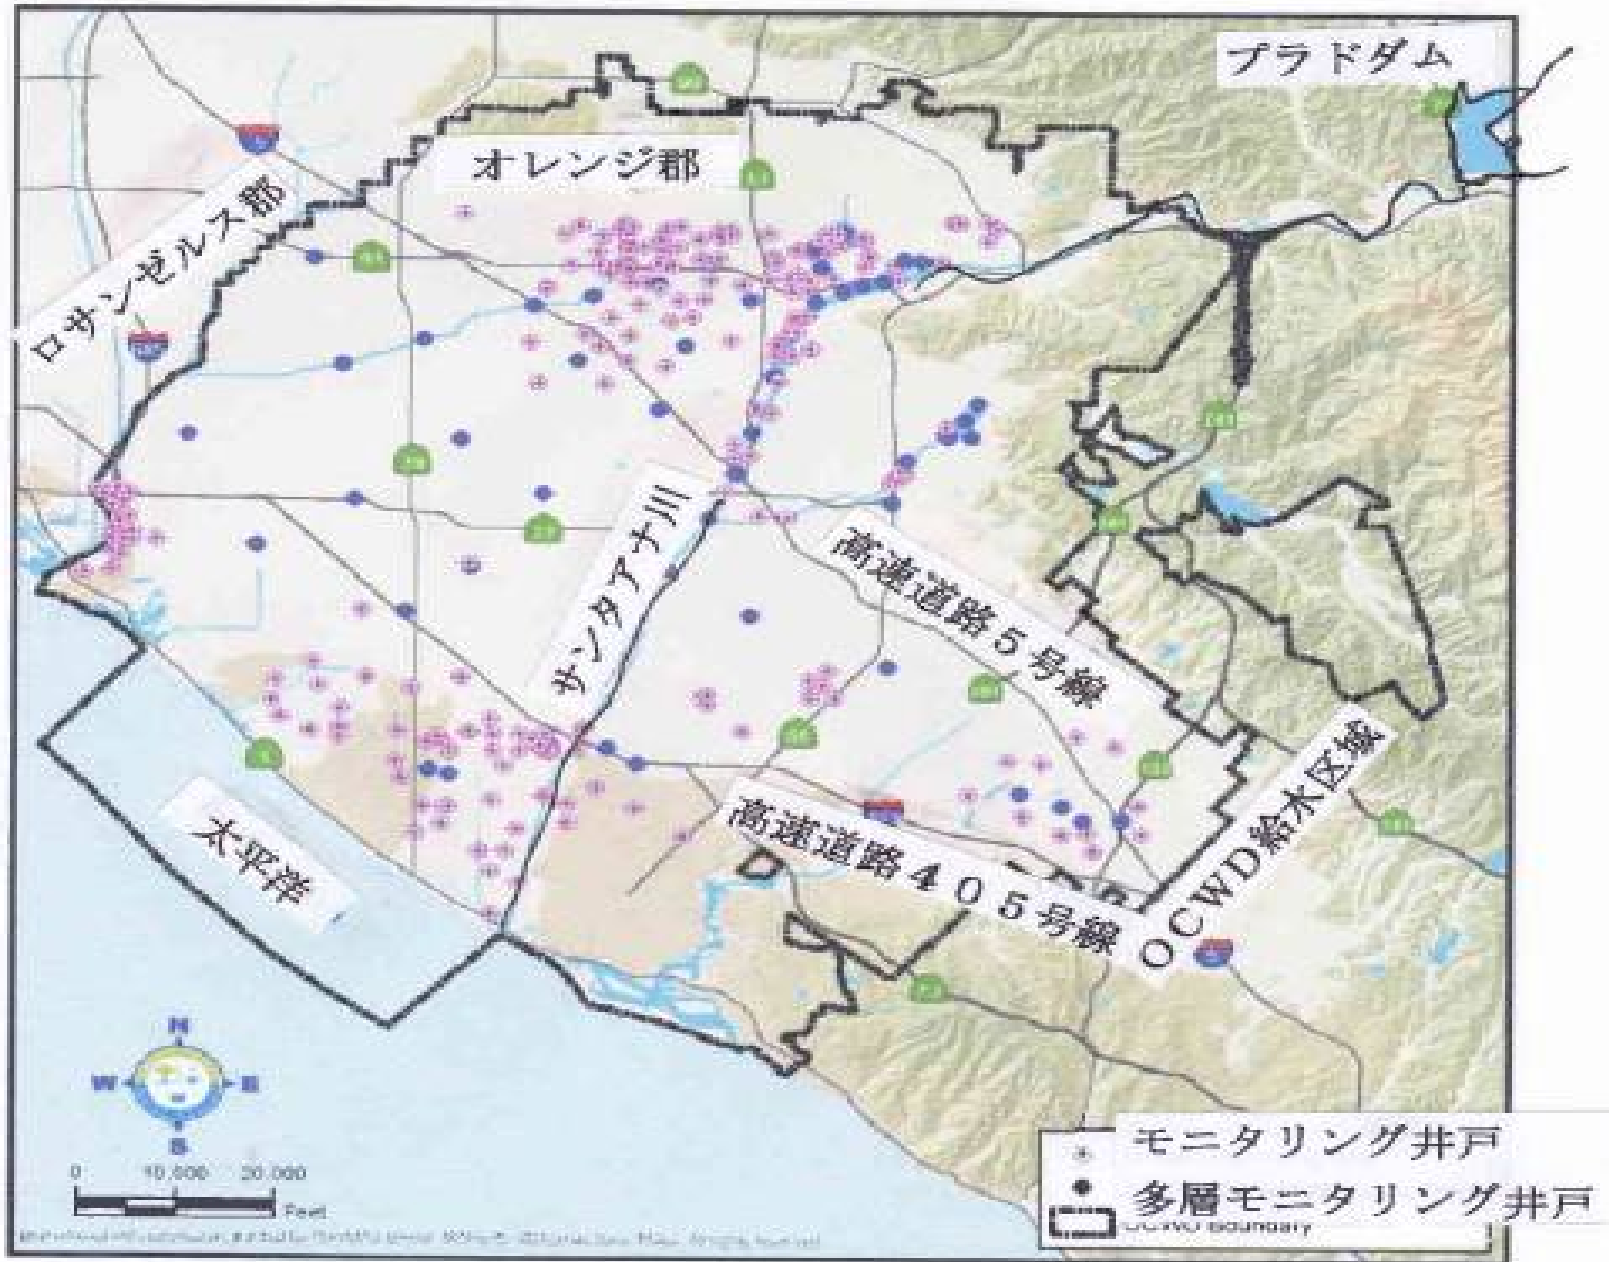 プラドダム
オレンジ郡
ロサンゼルス郡
サンタアナ川
高速道路5号線
高速道路405号線
OCWD給水区域
太平洋
N
W E
S
0 10,000 20,000
Feet
モニタリング井戸
多層モニタリング井戸
Boundary